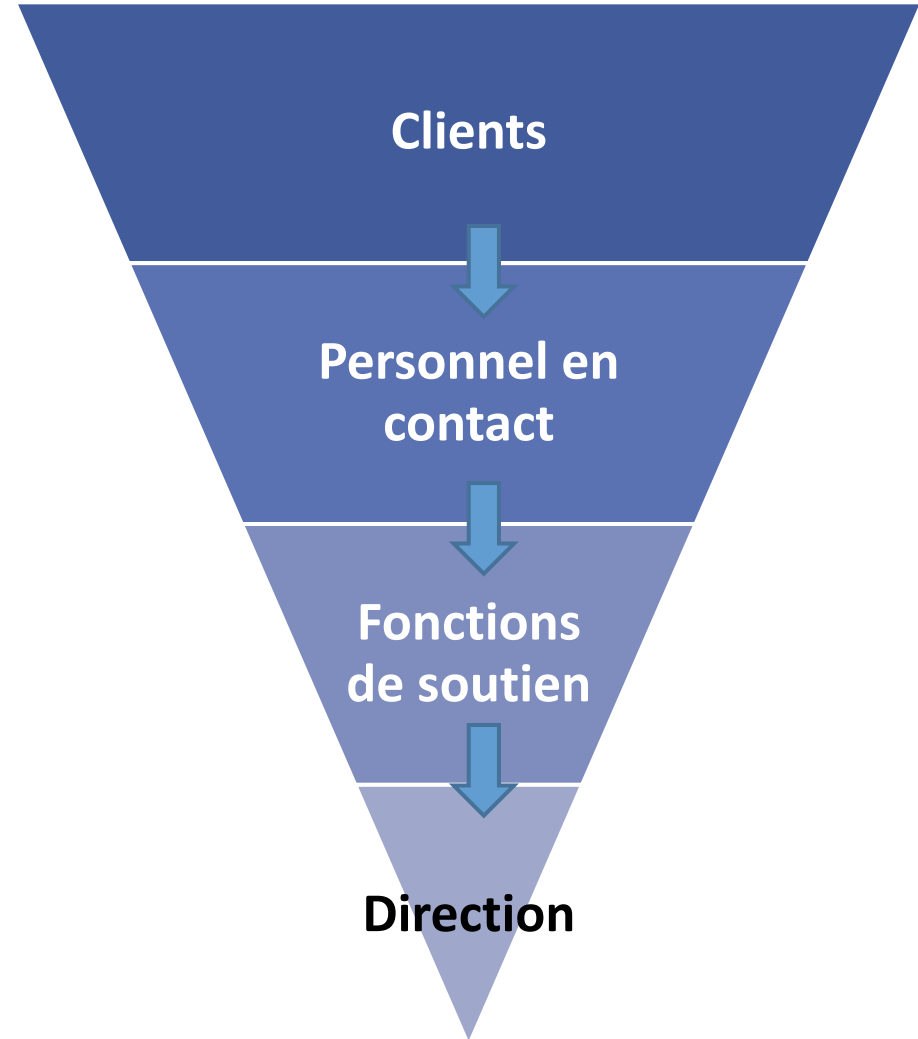 Clients
Personnel en
contact
Fonctions
de soutien
Direction